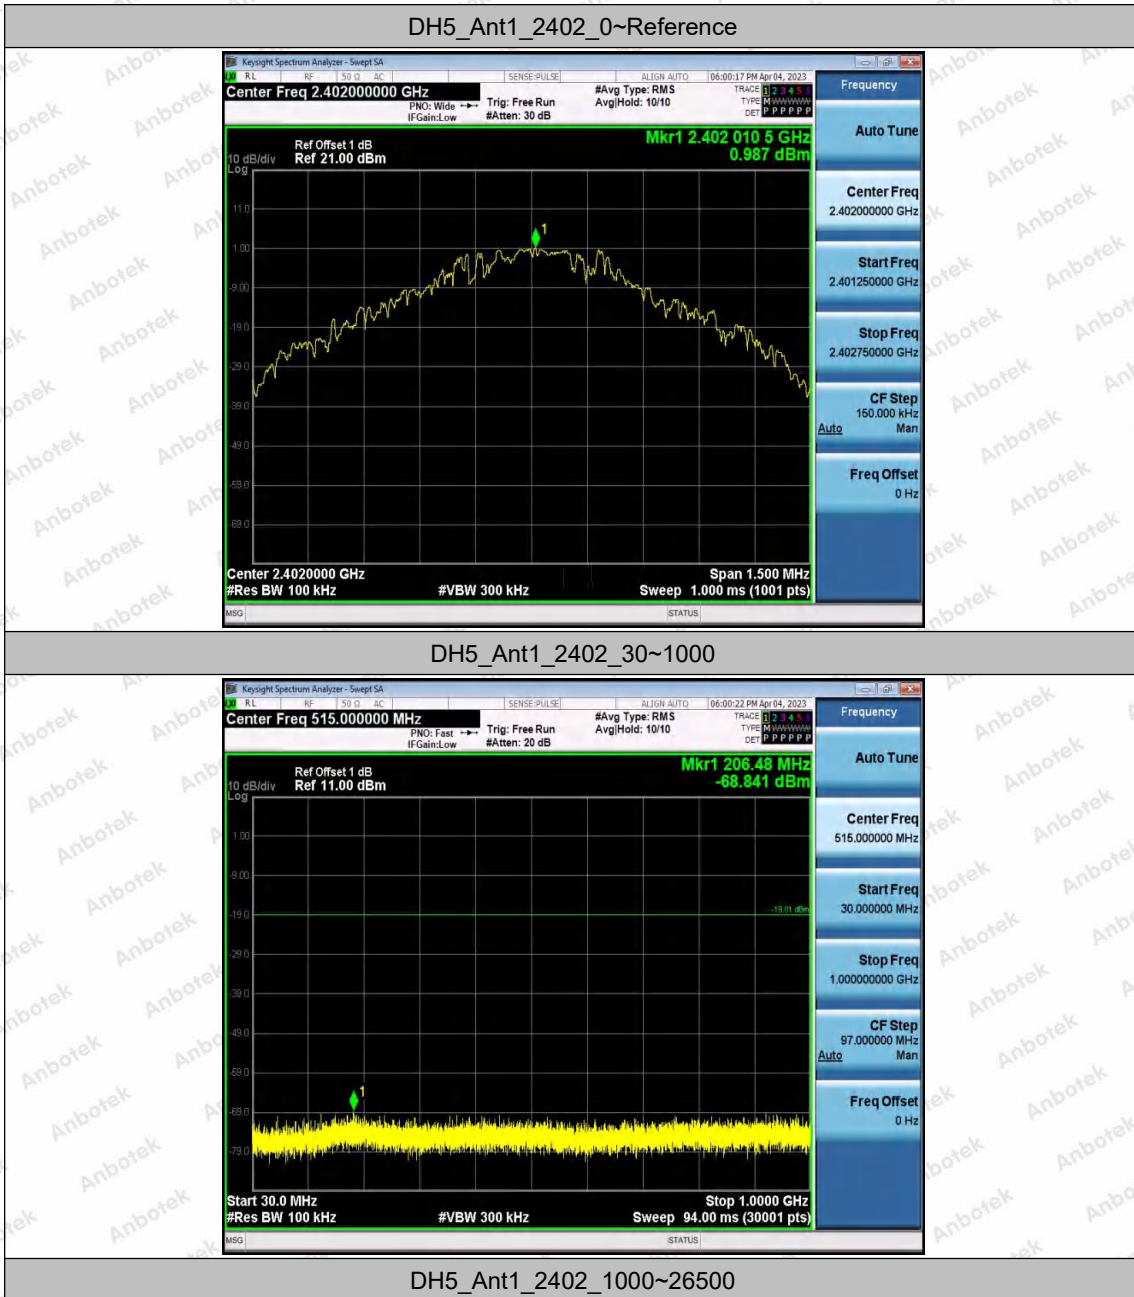 DH5_Ant1_2402_0~Reference
Keysight Spectrum Analyzer - Swept SA
RL RF 50 Ω AC SENSE:PULSE ALIGN AUTO 06:00:17 PM Apr 04, 2023
Center Freq 2.402000000 GHz
PNO: Wide
IFGain:Low
Trig: Free Run
#Atten: 30 dB
#Avg Type: RMS
Avg|Hold: 10/10
TRACE 1 2 3 4 5 6
TYPE M WWWWW
DET P P P P P P
Ref Offset 1 dB
10 dB/div Ref 21.00 dBm
Log
Mkr1 2.402 010 5 GHz
0.987 dBm
11.0
1.00
-9.00
-19.0
-29.0
-39.0
-49.0
-59.0
-69.0
1
Center 2.4020000 GHz Span 1.500 MHz
#Res BW 100 kHz #VBW 300 kHz Sweep 1.000 ms (1001 pts)
MSG STATUS
Frequency
Auto Tune
Center Freq
2.402000000 GHz
Start Freq
2.401250000 GHz
Stop Freq
2.402750000 GHz
CF Step
150.000 kHz
Auto Man
Freq Offset
0 Hz
DH5_Ant1_2402_30~1000
Keysight Spectrum Analyzer - Swept SA
RL RF 50 Ω AC SENSE:PULSE ALIGN AUTO 06:00:22 PM Apr 04, 2023
Center Freq 515.000000 MHz
PNO: Fast
IFGain:Low
Trig: Free Run
#Atten: 20 dB
#Avg Type: RMS
Avg|Hold: 10/10
TRACE 1 2 3 4 5 6
TYPE M WWWWW
DET P P P P P P
Ref Offset 1 dB
10 dB/div Ref 11.00 dBm
Log
Mkr1 206.48 MHz
-68.841 dBm
1.00
-9.00
-19.0
-19.01 dBm
-29.0
-39.0
-49.0
-59.0
-69.0
-79.0
1
Start 30.0 MHz Stop 1.0000 GHz
#Res BW 100 kHz #VBW 300 kHz Sweep 94.00 ms (30001 pts)
MSG STATUS
Frequency
Auto Tune
Center Freq
515.000000 MHz
Start Freq
30.000000 MHz
Stop Freq
1.000000000 GHz
CF Step
97.000000 MHz
Auto Man
Freq Offset
0 Hz
DH5_Ant1_2402_1000~26500
Anbotek